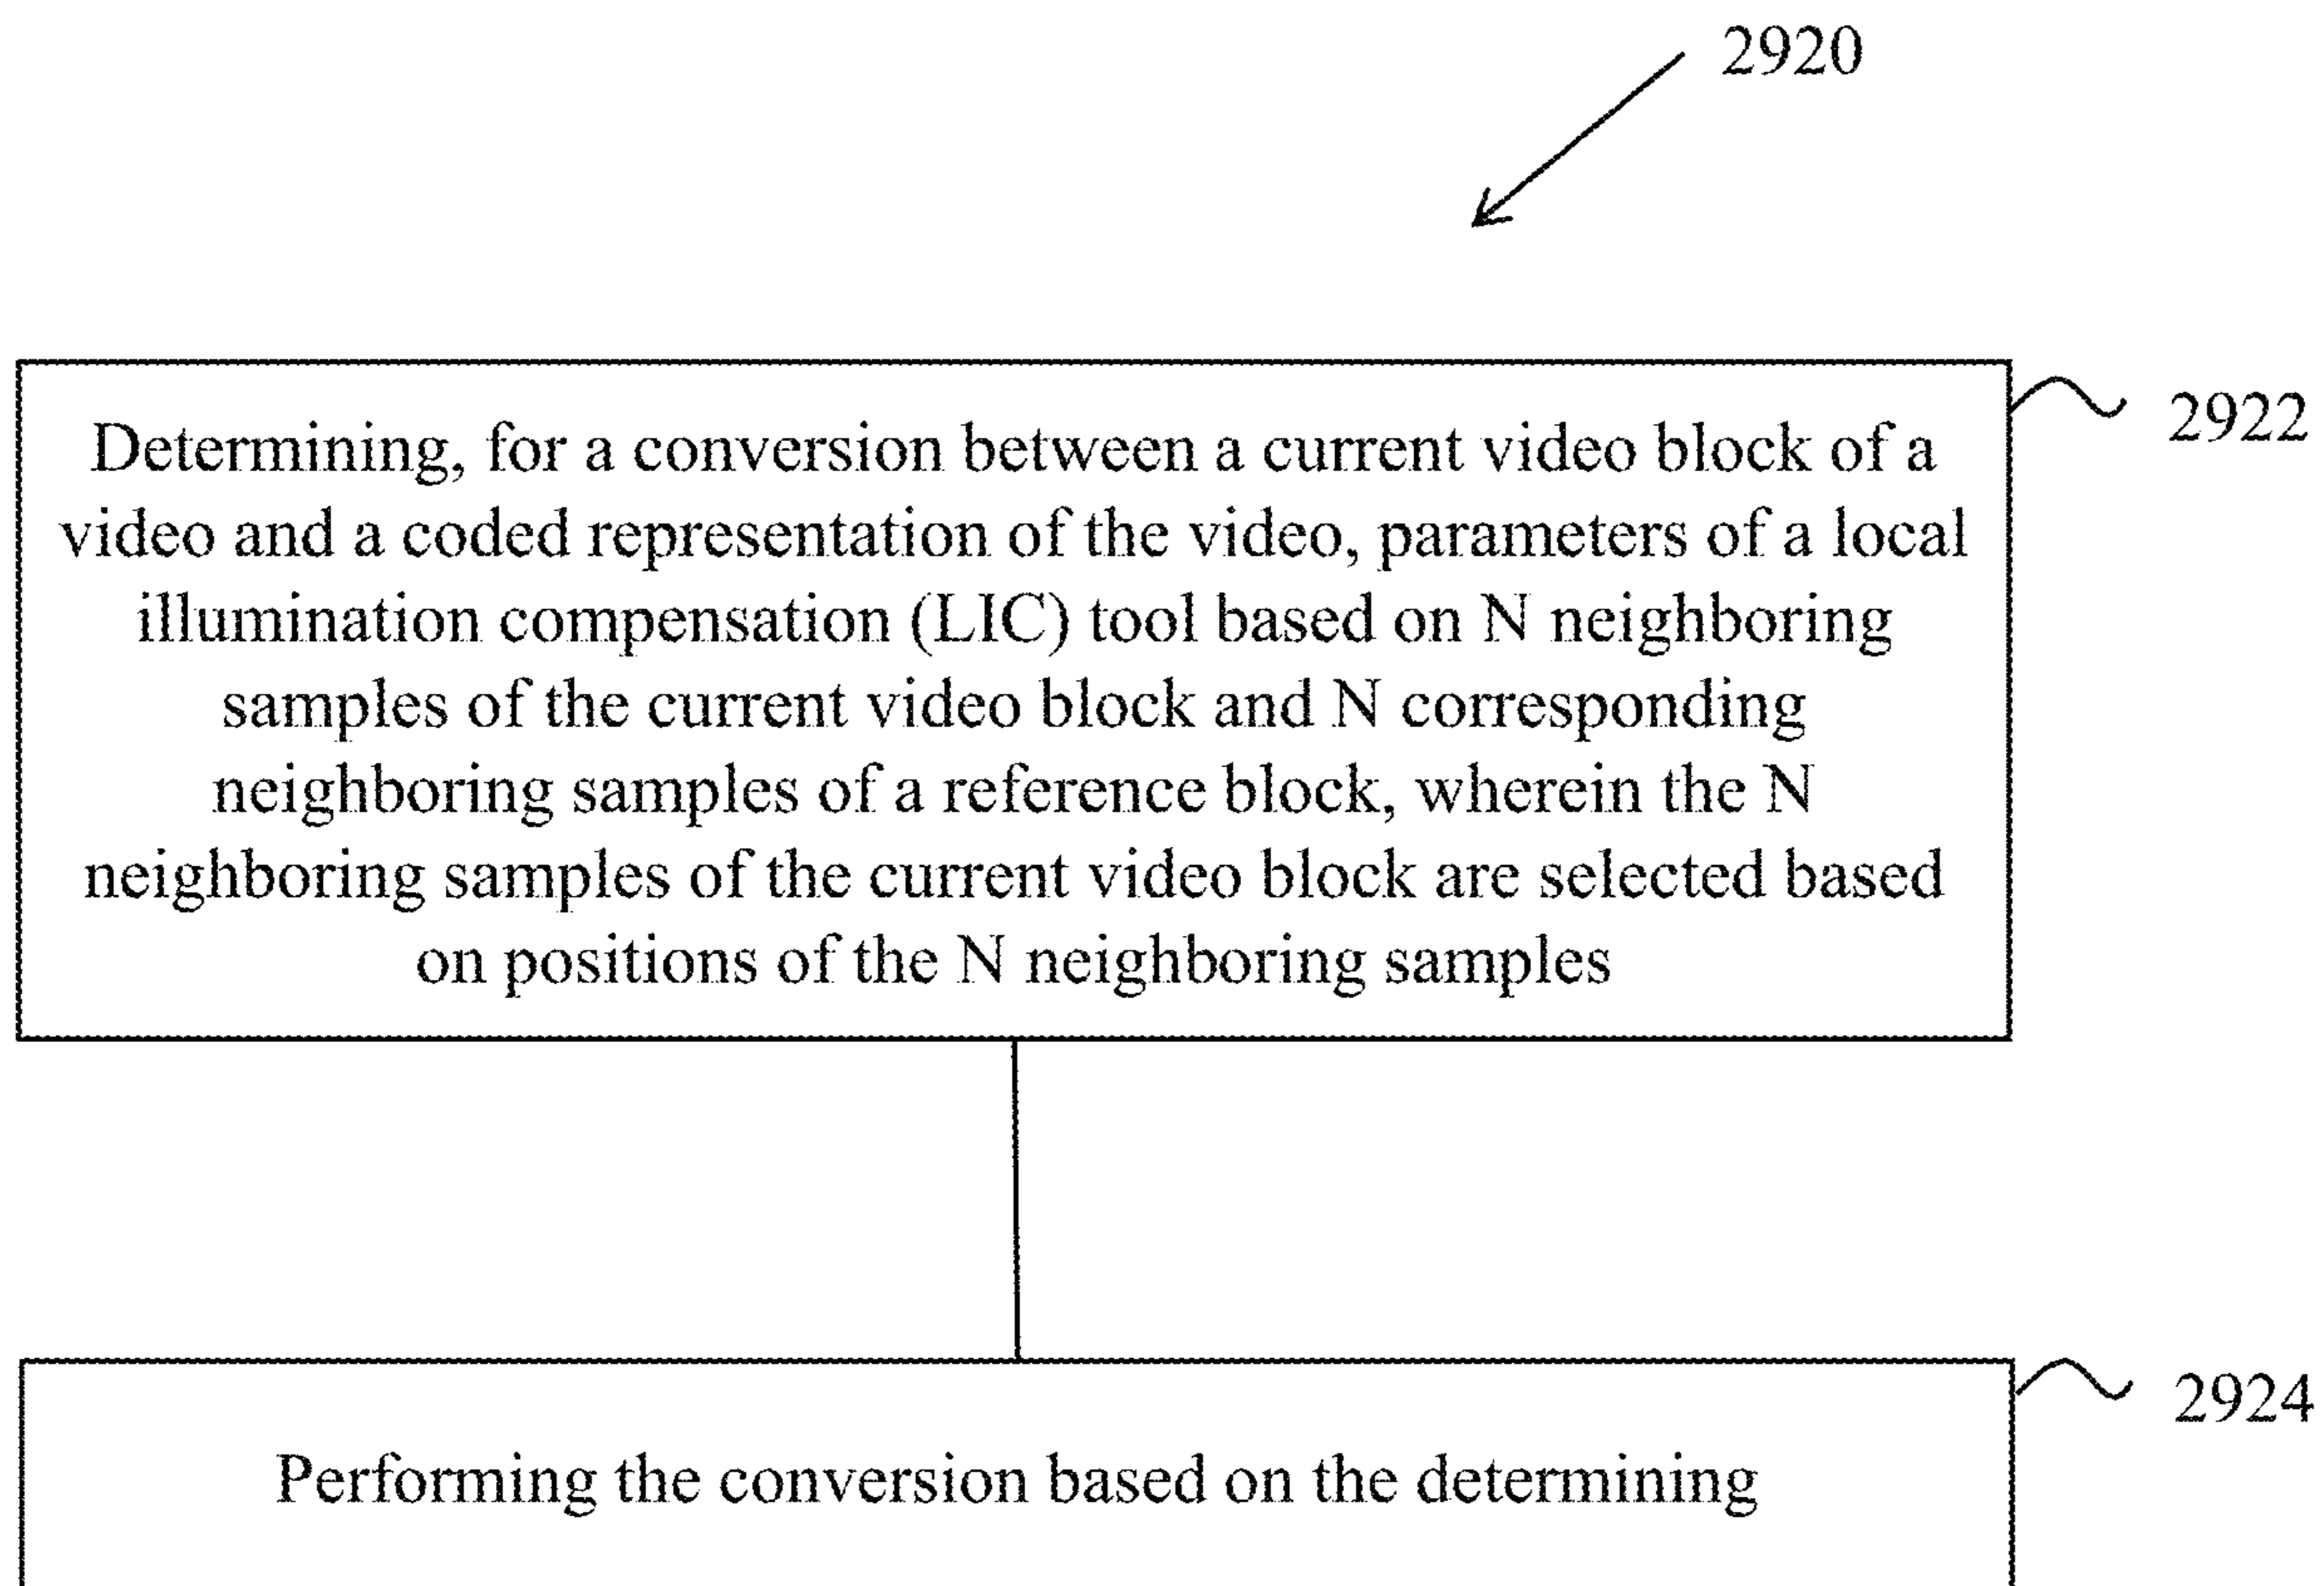 2920
2922
Determining, for a conversion between a current video block of a
video and a coded representation of the video, parameters of a local
illumination compensation (LIC) tool based on N neighboring
samples of the current video block and N corresponding
neighboring samples of a reference block, wherein the N
neighboring samples of the current video block are selected based
on positions of the N neighboring samples
2924
Performing the conversion based on the determining